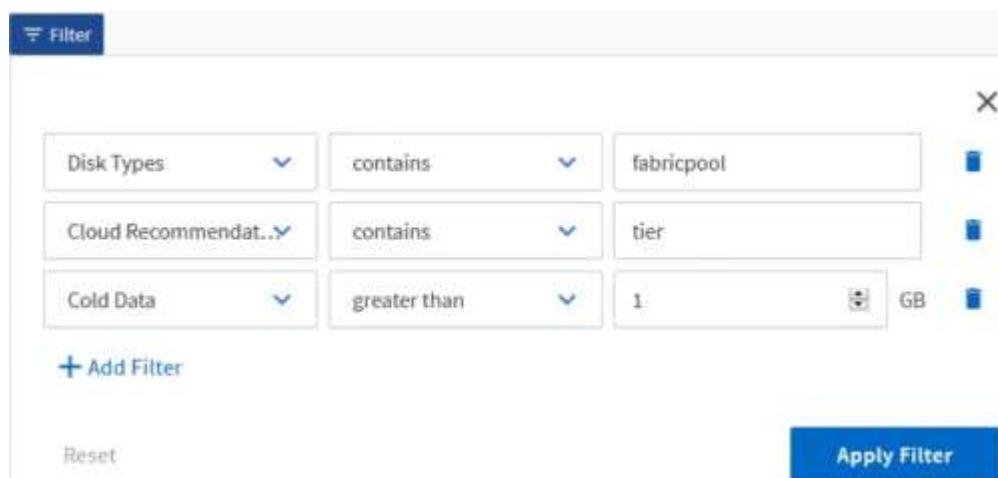 Filter
Disk Types contains fabricpool
Cloud Recommendat... contains tier
Cold Data greater than 1 GB
+ Add Filter
Reset Apply Filter